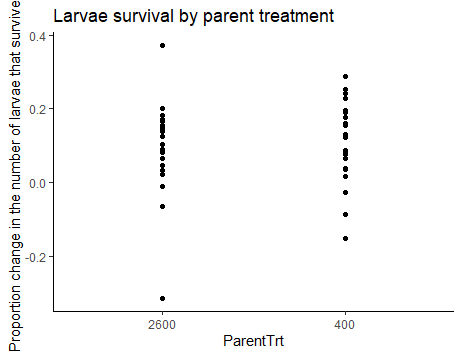 Larvae survival by parent treatment
Proportion change in the number of larvae that survive
0.4
0.2
0.0
-0.2
2600
400
ParentTrt